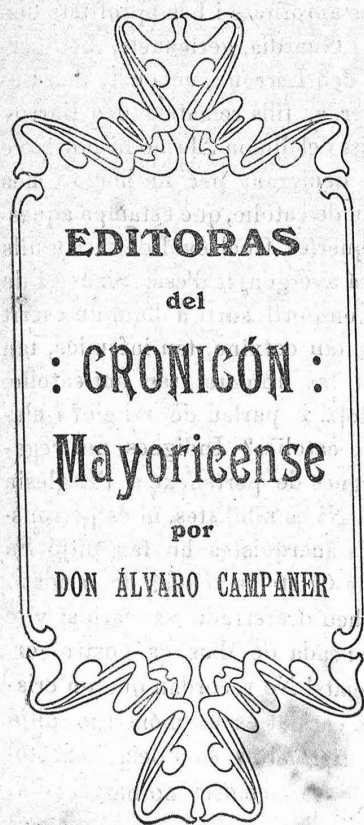 EDITORAS
del
: CRONICÓN :
Mayoricense
por
DON ÁLVARO CAMPANER